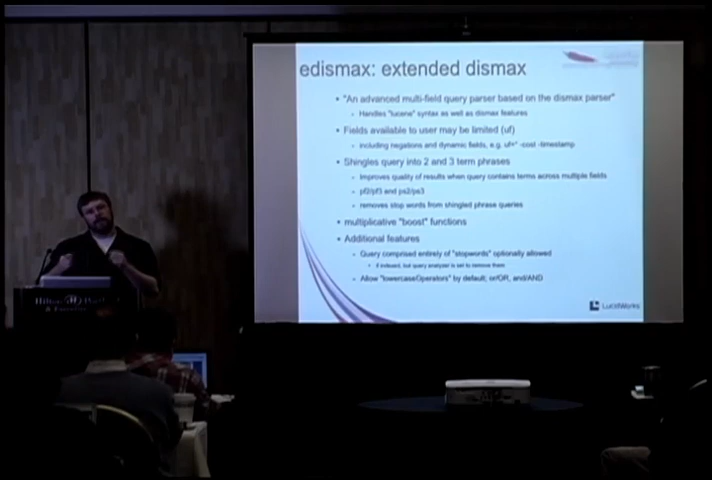 edismax: extended dismax
• "An advanced multi-field query parser based on the dismax parser"
– Handles "lucene" syntax as well as dismax features
• Fields available to user may be limited (uf)
– including negations and dynamic fields, e.g. uf=* -cost -timestamp
• Shingles query into 2 and 3 term phrases
– Improves quality of results when query contains terms across multiple fields
– pf2/pf3 and ps2/ps3
– removes stop words from shingled phrase queries
• multiplicative "boost" functions
• Additional features
– Query comprised entirely of "stopwords" optionally allowed
• if indexed, but query analyzer is set to remove them
– Allow "lowercaseOperators" by default; or/OR, and/AND
LucidWorks
Hilton